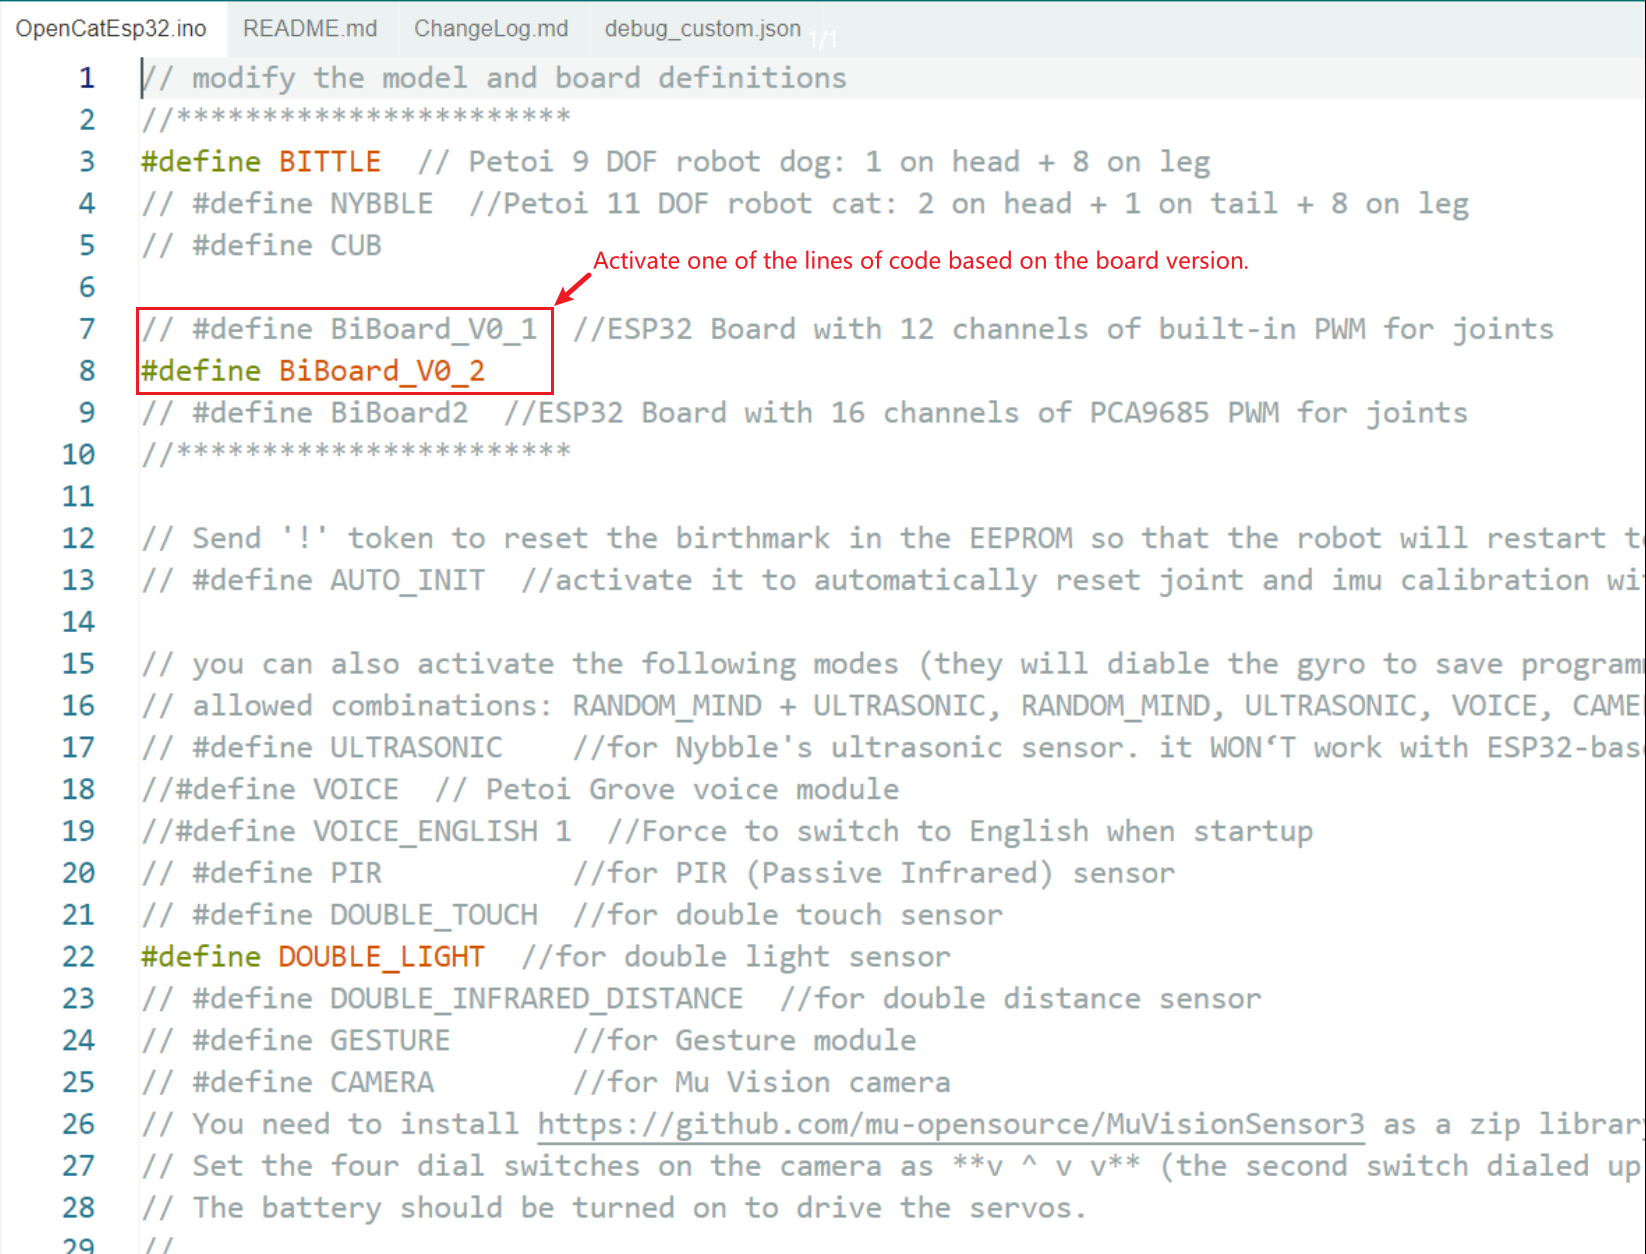 OpenCatEsp32.ino README.md ChangeLog.md debug_custom.json 1/1
1 // modify the model and board definitions
2 //***********************
3 #define BITTLE // Petoi 9 DOF robot dog: 1 on head + 8 on leg
4 // #define NYBBLE //Petoi 11 DOF robot cat: 2 on head + 1 on tail + 8 on leg
5 // #define CUB
Activate one of the lines of code based on the board version.
6
7 // #define BiBoard_V0_1 //ESP32 Board with 12 channels of built-in PWM for joints
8 #define BiBoard_V0_2
9 // #define BiBoard2 //ESP32 Board with 16 channels of PCA9685 PWM for joints
10 //***********************
11
12 // Send '!' token to reset the birthmark in the EEPROM so that the robot will restart to
13 // #define AUTO_INIT //activate it to automatically reset joint and imu calibration wi
14
15 // you can also activate the following modes (they will diable the gyro to save program
16 // allowed combinations: RANDOM_MIND + ULTRASONIC, RANDOM_MIND, ULTRASONIC, VOICE, CAME
17 // #define ULTRASONIC //for Nybble's ultrasonic sensor. it WON‘T work with ESP32-bas
18 //#define VOICE // Petoi Grove voice module
19 //#define VOICE_ENGLISH 1 //Force to switch to English when startup
20 // #define PIR //for PIR (Passive Infrared) sensor
21 // #define DOUBLE_TOUCH //for double touch sensor
22 #define DOUBLE_LIGHT //for double light sensor
23 // #define DOUBLE_INFRARED_DISTANCE //for double distance sensor
24 // #define GESTURE //for Gesture module
25 // #define CAMERA //for Mu Vision camera
26 // You need to install https://github.com/mu-opensource/MuVisionSensor3 as a zip library
27 // Set the four dial switches on the camera as **v ^ v v** (the second switch dialed up
28 // The battery should be turned on to drive the servos.
29 //